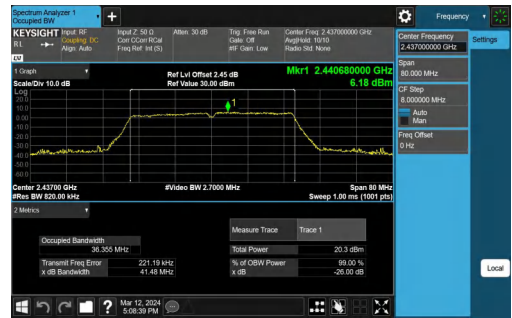 Spectrum Analyzer 1
Occupied BW
+
Frequency
KEYSIGHT
RL
Input: RF
Coupling: DC
Align: Auto
Input Z: 50 Ω
Corr CCorr RCal
Freq Ref: Int (S)
Atten: 30 dB
Trig: Free Run
Gate: Off
#IF Gain: Low
Center Freq: 2.437000000 GHz
Avg|Hold: 10/10
Radio Std: None
LV
Center Frequency
2.437000000 GHz
Settings
Span
80.000 MHz
CF Step
8.000000 MHz
Auto
Man
Freq Offset
0 Hz
Local
1 Graph
Scale/Div 10.0 dB
Ref Lvl Offset 2.45 dB
Ref Value 30.00 dBm
Mkr1 2.440680000 GHz
6.18 dBm
Log
20.0
10.0
0.00
-10.0
-20.0
-30.0
-40.0
-50.0
-60.0
1
Center 2.43700 GHz
#Res BW 820.00 kHz
#Video BW 2.7000 MHz
Span 80 MHz
Sweep 1.00 ms (1001 pts)
2 Metrics
Measure Trace
Trace 1
Occupied Bandwidth
36.355 MHz
Total Power
20.3 dBm
Transmit Freq Error
221.19 kHz
% of OBW Power
99.00 %
x dB Bandwidth
41.48 MHz
x dB
-26.00 dB
?
Mar 12, 2024
5:08:39 PM